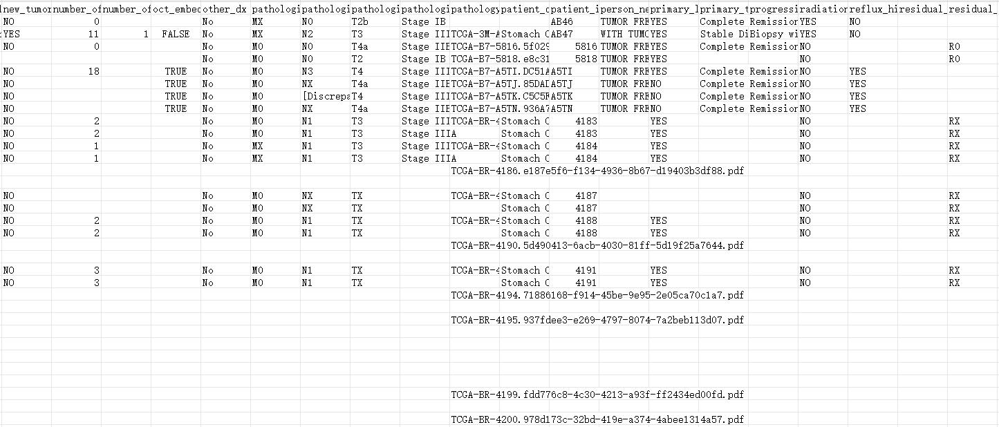 new_tumor number_of number_of oct_embed other_dx pathologi pathologi pathologi pathologi pathology patient_c patient_i person_ne primary_l primary_t progressi radiation reflux_hi residual_ residual_
NO 0 No MX N0 T2b Stage IB AB46 TUMOR FRE YES Complete Remission YES NO
YES 11 1 FALSE No MX N2 T3 Stage III TCGA-3M-A Stomach C AB47 WITH TUMO YES Stable Di Biopsy wi YES NO
NO 0 No M0 N0 T4a Stage IIB TCGA-B7-5816.5f029 5816 TUMOR FRE YES Complete Remission NO R0
No M0 N0 T2 Stage IB TCGA-B7-5818.e8c31 5818 TUMOR FRE YES NO R0
NO 18 TRUE No M0 N3 T4 Stage III TCGA-B7-A5TI.DC51A A5TI TUMOR FRE YES Complete Remission NO YES
NO TRUE No M0 NX T4a Stage IIB TCGA-B7-A5TJ.85DAD A5TJ TUMOR FRE NO NO YES
NO TRUE No M0 [Discrepa T4 Stage III TCGA-B7-A5TK.C5C5F A5TK TUMOR FRE NO Complete Remission NO YES
NO TRUE No M0 NX T4a Stage IIB TCGA-B7-A5TN.936A7 A5TN TUMOR FRE NO Complete Remission NO YES
NO 2 No M0 N1 T3 Stage III TCGA-BR-4 Stomach C 4183 YES NO RX
NO 2 No M0 N1 T3 Stage IIIA Stomach C 4183 YES NO RX
NO 1 No MX N1 T3 Stage III TCGA-BR-4 Stomach C 4184 YES NO RX
NO 1 No MX N1 T3 Stage IIIA Stomach C 4184 YES NO RX
TCGA-BR-4186.e187e5f6-f134-4936-8b67-d19403b3df88.pdf
NO No M0 NX TX TCGA-BR-4 Stomach C 4187 NO RX
NO No M0 NX TX Stomach C 4187 NO RX
NO 2 No M0 N1 TX TCGA-BR-4 Stomach C 4188 YES NO RX
NO 2 No M0 N1 TX Stomach C 4188 YES NO RX
TCGA-BR-4190.5d490413-6acb-4030-81ff-5d19f25a7644.pdf
NO 3 No M0 N1 TX TCGA-BR-4 Stomach C 4191 YES NO RX
NO 3 No M0 N1 TX Stomach C 4191 YES NO RX
TCGA-BR-4194.71886168-f914-45be-9e95-2e05ca70c1a7.pdf
TCGA-BR-4195.937fdee3-e269-4797-8074-7a2beb113d07.pdf
TCGA-BR-4199.fdd776c8-4c30-4213-a93f-ff2434ed00fd.pdf
TCGA-BR-4200.978d173c-32bd-419e-a374-4abee1314a57.pdf